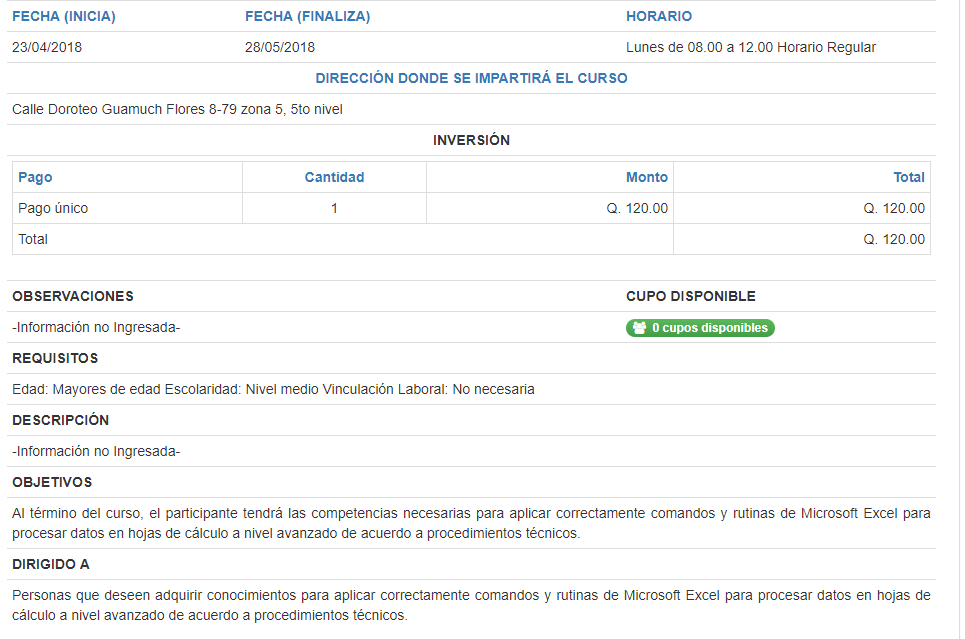 FECHA (INICIA) FECHA (FINALIZA) HORARIO
23/04/2018 28/05/2018 Lunes de 08.00 a 12.00 Horario Regular
DIRECCIÓN DONDE SE IMPARTIRÁ EL CURSO
Calle Doroteo Guamuch Flores 8-79 zona 5, 5to nivel
INVERSIÓN
Pago Cantidad Monto Total
Pago único 1 Q. 120.00 Q. 120.00
Total Q. 120.00
OBSERVACIONES CUPO DISPONIBLE
-Información no Ingresada- 0 cupos disponibles
REQUISITOS
Edad: Mayores de edad Escolaridad: Nivel medio Vinculación Laboral: No necesaria
DESCRIPCIÓN
-Información no Ingresada-
OBJETIVOS
Al término del curso, el participante tendrá las competencias necesarias para aplicar correctamente comandos y rutinas de Microsoft Excel para
procesar datos en hojas de cálculo a nivel avanzado de acuerdo a procedimientos técnicos.
DIRIGIDO A
Personas que deseen adquirir conocimientos para aplicar correctamente comandos y rutinas de Microsoft Excel para procesar datos en hojas de
cálculo a nivel avanzado de acuerdo a procedimientos técnicos.